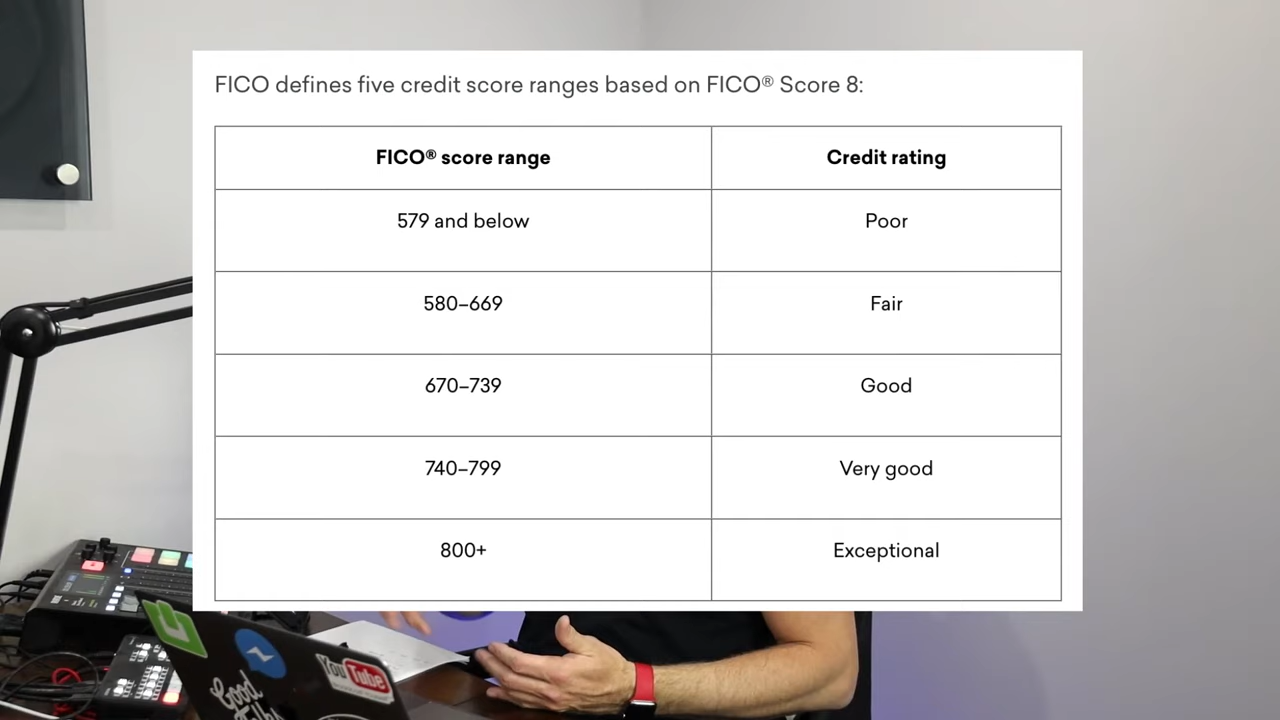 FICO defines five credit score ranges based on FICO® Score 8:
FICO® score range Credit rating
579 and below Poor
580–669 Fair
670–739 Good
740–799 Very good
800+ Exceptional
YouTube
Good